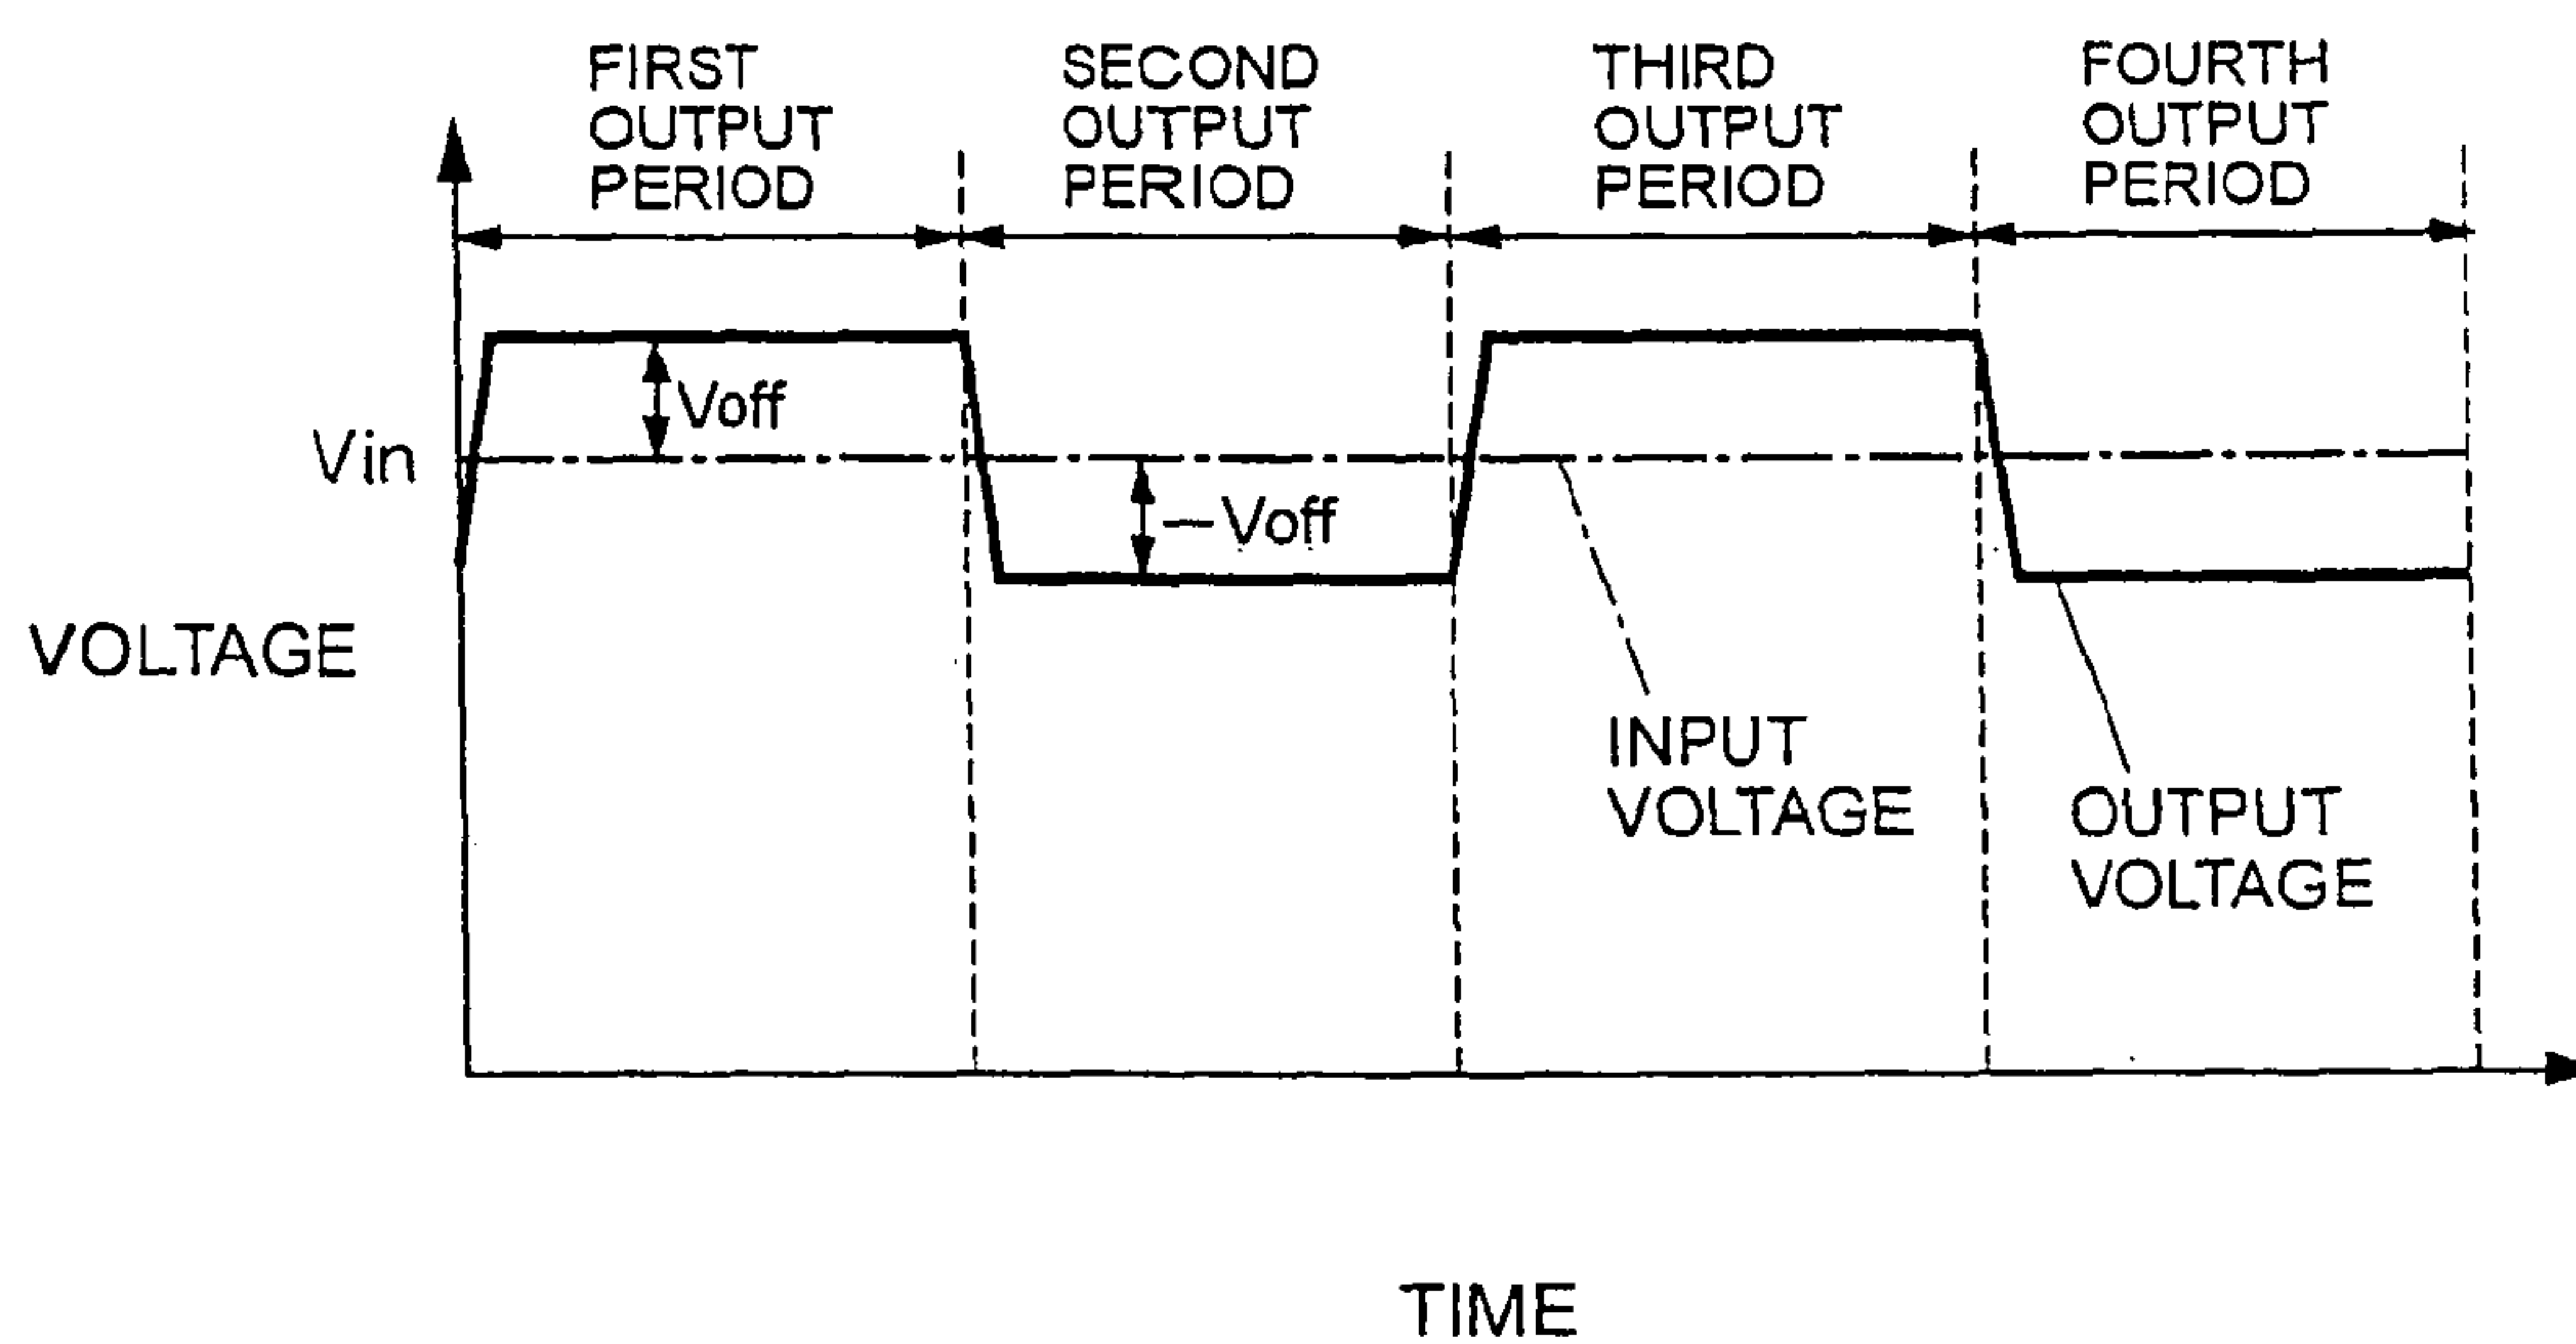 FIRST
OUTPUT
PERIOD
SECOND
OUTPUT
PERIOD
THIRD
OUTPUT
PERIOD
FOURTH
OUTPUT
PERIOD
Voff
Vin
—Voff
VOLTAGE
INPUT
VOLTAGE
OUTPUT
VOLTAGE
TIME